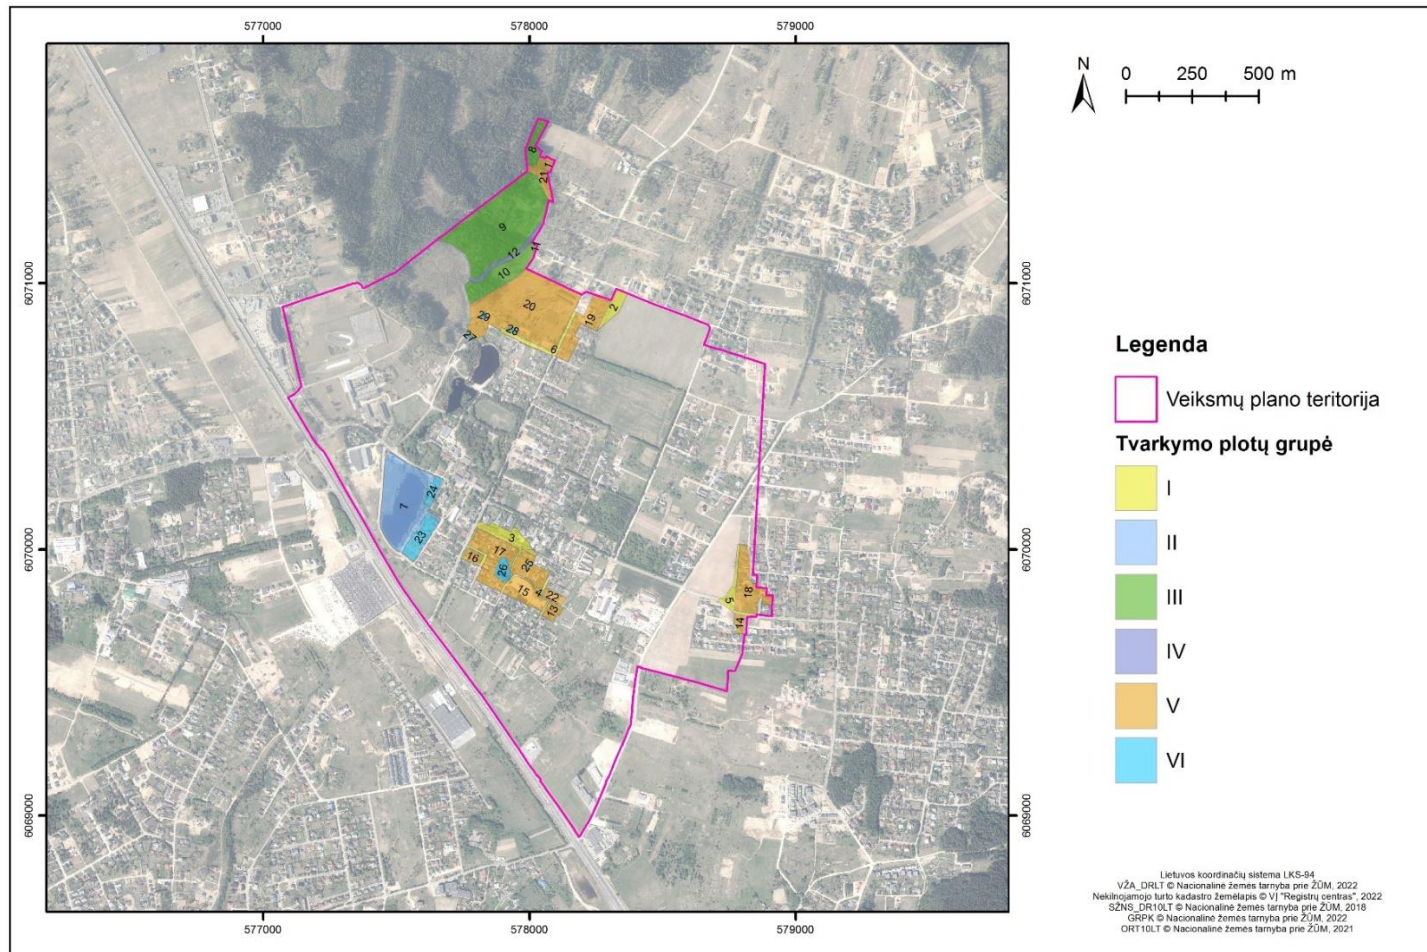 577000 578000 579000
N
0 250 500 m
8
1
21
9
11
12
10
6071000 6071000
20
2
19
29
28
27
6
Legenda
Veiksmų plano teritorija
Tvarkymo plotų grupė
I
II
III
IV
V
VI
24
7
23
3
6070000 6070000
17
16
25
26
15
4
22
13
18
5
14
6069000 6069000
577000 578000 579000
Lietuvos koordinačių sistema LKS-94
VŽA_DRLT © Nacionalinė žemės tarnyba prie ŽŪM, 2022
Nekilnojamojo turto kadastro žemėlapis © VĮ "Registrų centras", 2022
SŽNS_DR10LT © Nacionalinė žemės tarnyba prie ŽŪM, 2018
GRPK © Nacionalinė žemės tarnyba prie ŽŪM, 2022
ORT10LT © Nacionalinė žemės tarnyba prie ŽŪM, 2021